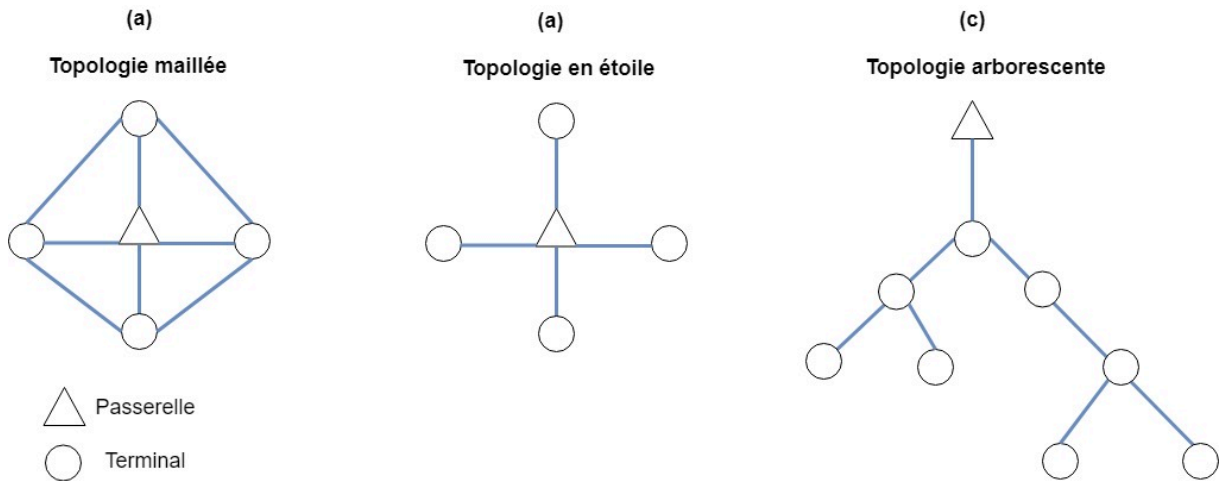 (a)
Topologie maillée
(a)
Topologie en étoile
(c)
Topologie arborescente
Passerelle
Terminal